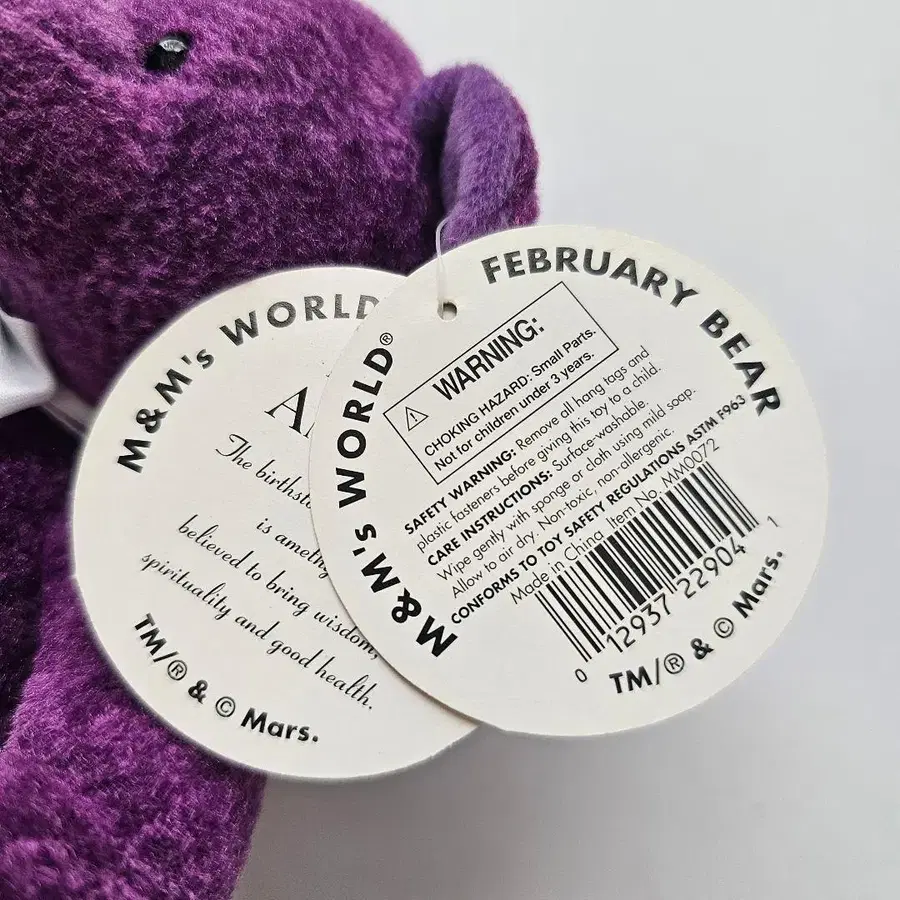 M&M's WORLD
The
is
believed to bring wisdom,
spirituality and good health.
TM/® & © Mars.
M&M's WORLD®
FEBRUARY BEAR
WARNING:
CHOKING HAZARD: Small Parts.
Not for children under 3 years.
SAFETY WARNING: Remove all hang tags and
plastic fasteners before giving this toy to a child.
CARE INSTRUCTIONS: Surface-washable.
Wipe gently with sponge or cloth using mild soap.
Allow to air dry. Non-toxic, non-allergenic.
CONFORMS TO TOY SAFETY REGULATIONS ASTM F963
Made in China Item No. MM0072
0 12937 22904 1
TM/® & © Mars.